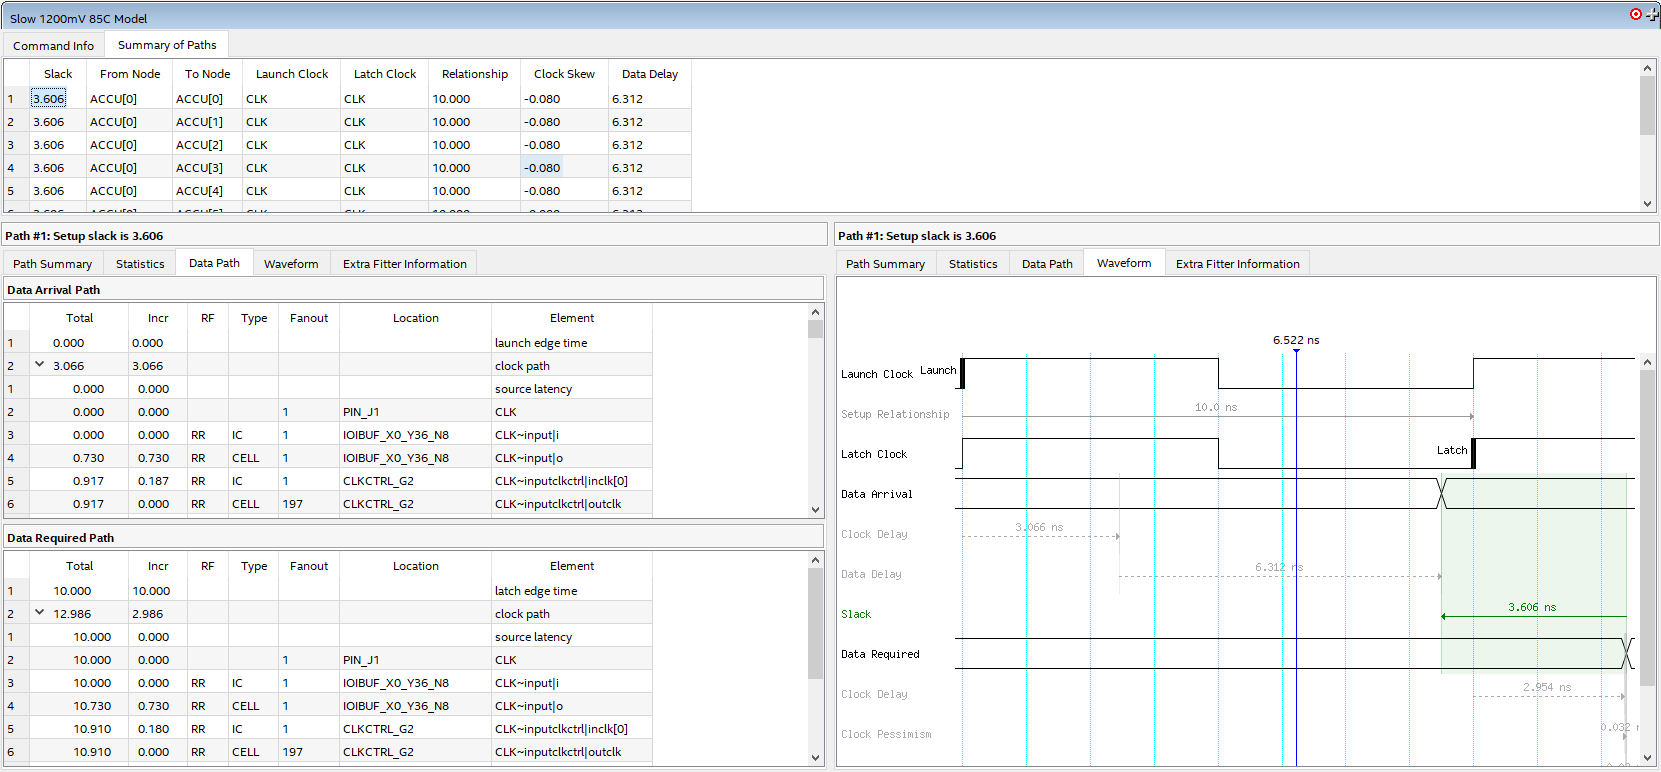 Slow 1200mV 85C Model
Command Info Summary of Paths
Slack From Node To Node Launch Clock Latch Clock Relationship Clock Skew Data Delay
1 3.606 ACCU[0] ACCU[0] CLK CLK 10.000 -0.080 6.312
2 3.606 ACCU[0] ACCU[1] CLK CLK 10.000 -0.080 6.312
3 3.606 ACCU[0] ACCU[2] CLK CLK 10.000 -0.080 6.312
4 3.606 ACCU[0] ACCU[3] CLK CLK 10.000 -0.080 6.312
5 3.606 ACCU[0] ACCU[4] CLK CLK 10.000 -0.080 6.312
Path #1: Setup slack is 3.606
Path Summary Statistics Data Path Waveform Extra Fitter Information
Data Arrival Path
Total Incr RF Type Fanout Location Element
1 0.000 0.000 launch edge time
2 3.066 3.066 clock path
1 0.000 0.000 source latency
2 0.000 0.000 1 PIN_J1 CLK
3 0.000 0.000 RR IC 1 IOIBUF_X0_Y36_N8 CLK~input|i
4 0.730 0.730 RR CELL 1 IOIBUF_X0_Y36_N8 CLK~input|o
5 0.917 0.187 RR IC 1 CLKCTRL_G2 CLK~inputclkctrl|inclk[0]
6 0.917 0.000 RR CELL 197 CLKCTRL_G2 CLK~inputclkctrl|outclk
Data Required Path
Total Incr RF Type Fanout Location Element
1 10.000 10.000 latch edge time
2 12.986 2.986 clock path
1 10.000 0.000 source latency
2 10.000 0.000 1 PIN_J1 CLK
3 10.000 0.000 RR IC 1 IOIBUF_X0_Y36_N8 CLK~input|i
4 10.730 0.730 RR CELL 1 IOIBUF_X0_Y36_N8 CLK~input|o
5 10.910 0.180 RR IC 1 CLKCTRL_G2 CLK~inputclkctrl|inclk[0]
6 10.910 0.000 RR CELL 197 CLKCTRL_G2 CLK~inputclkctrl|outclk
Path #1: Setup slack is 3.606
Path Summary Statistics Data Path Waveform Extra Fitter Information
6.522 ns
Launch Clock Launch
Setup Relationship 10.0 ns
Latch Clock Latch
Data Arrival
Clock Delay 3.066 ns
Data Delay 6.312 ns
Slack 3.606 ns
Data Required
Clock Delay 2.954 ns
Clock Pessimism 0.032